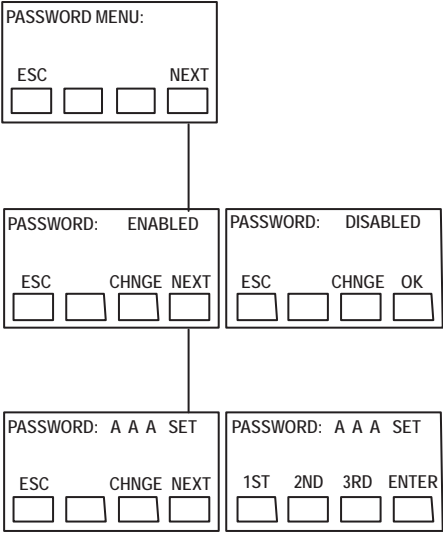 PASSWORD MENU:
ESC NEXT
PASSWORD: ENABLED
ESC CHNGE NEXT
PASSWORD: DISABLED
ESC CHNGE OK
PASSWORD: A A A SET
ESC CHNGE NEXT
PASSWORD: A A A SET
1ST 2ND 3RD ENTER